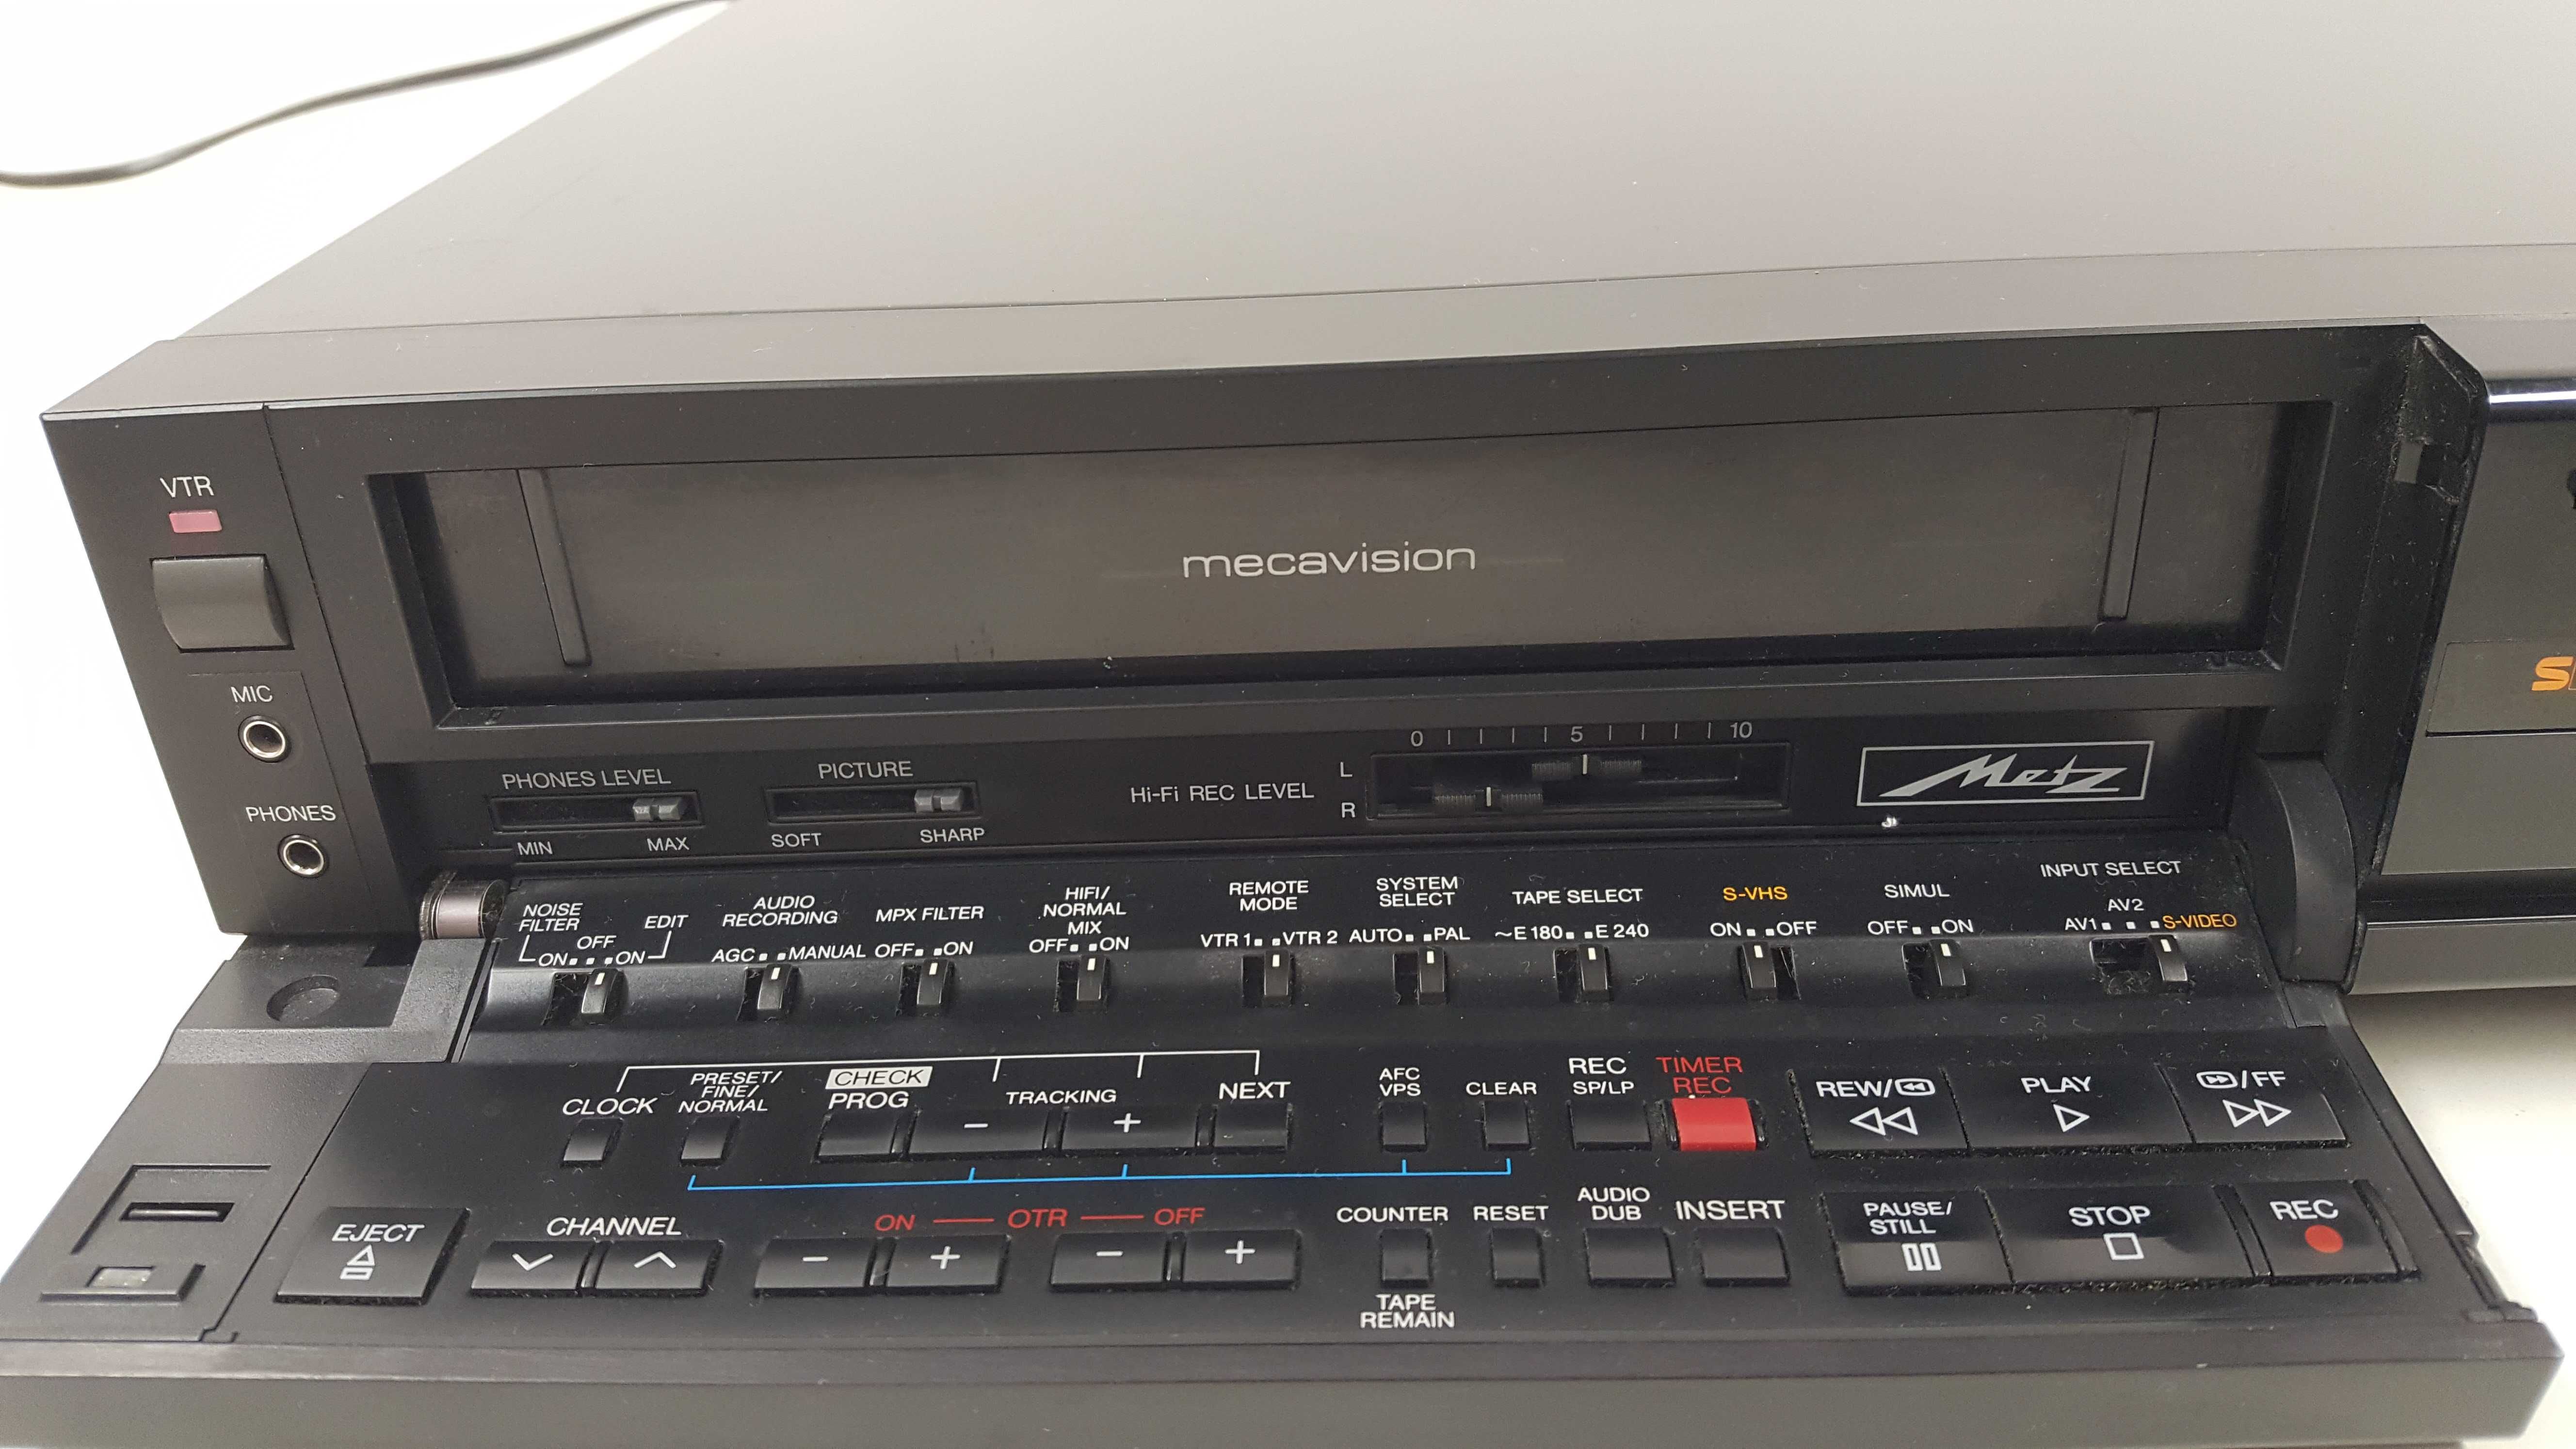 VTR
mecavision
MIC
PHONES
PHONES LEVEL
MIN MAX
PICTURE
SOFT SHARP
Hi-Fi REC LEVEL
0 5 10
L
R
Metz
NOISE
FILTER
EDIT
OFF
ON ON
AUDIO
RECORDING
AGC MANUAL
MPX FILTER
OFF ON
HIFI/
NORMAL
MIX
OFF ON
REMOTE
MODE
VTR 1 VTR 2
SYSTEM
SELECT
AUTO PAL
TAPE SELECT
~E 180 E 240
S-VHS
ON OFF
SIMUL
OFF ON
INPUT SELECT
AV2
AV1 S-VIDEO
CLOCK
PRESET/
FINE/
NORMAL
CHECK
PROG
TRACKING
− +
NEXT
AFC
VPS
CLEAR
REC
SP/LP
TIMER
REC
REW/
PLAY
/FF
EJECT
CHANNEL
ON OTR OFF
− + − +
COUNTER
TAPE
REMAIN
RESET
AUDIO
DUB
INSERT
PAUSE/
STILL
STOP
REC